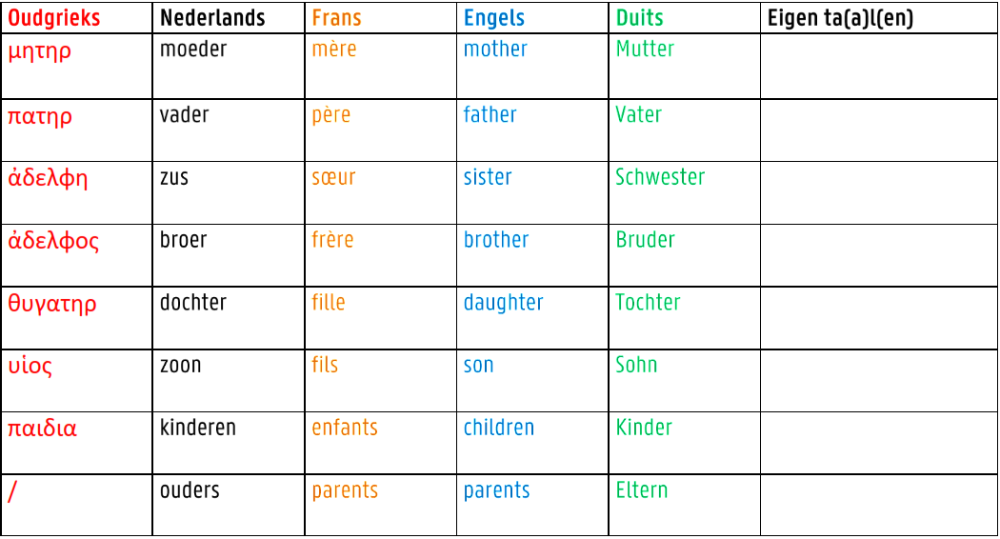 Oudgrieks Nederlands Frans Engels Duits Eigen ta(a)l(en)
μητηρ moeder mère mother Mutter
πατηρ vader père father Vater
ἀδελφη zus sœur sister Schwester
ἀδελφος broer frère brother Bruder
θυγατηρ dochter fille daughter Tochter
υἱος zoon fils son Sohn
παιδια kinderen enfants children Kinder
/ ouders parents parents Eltern